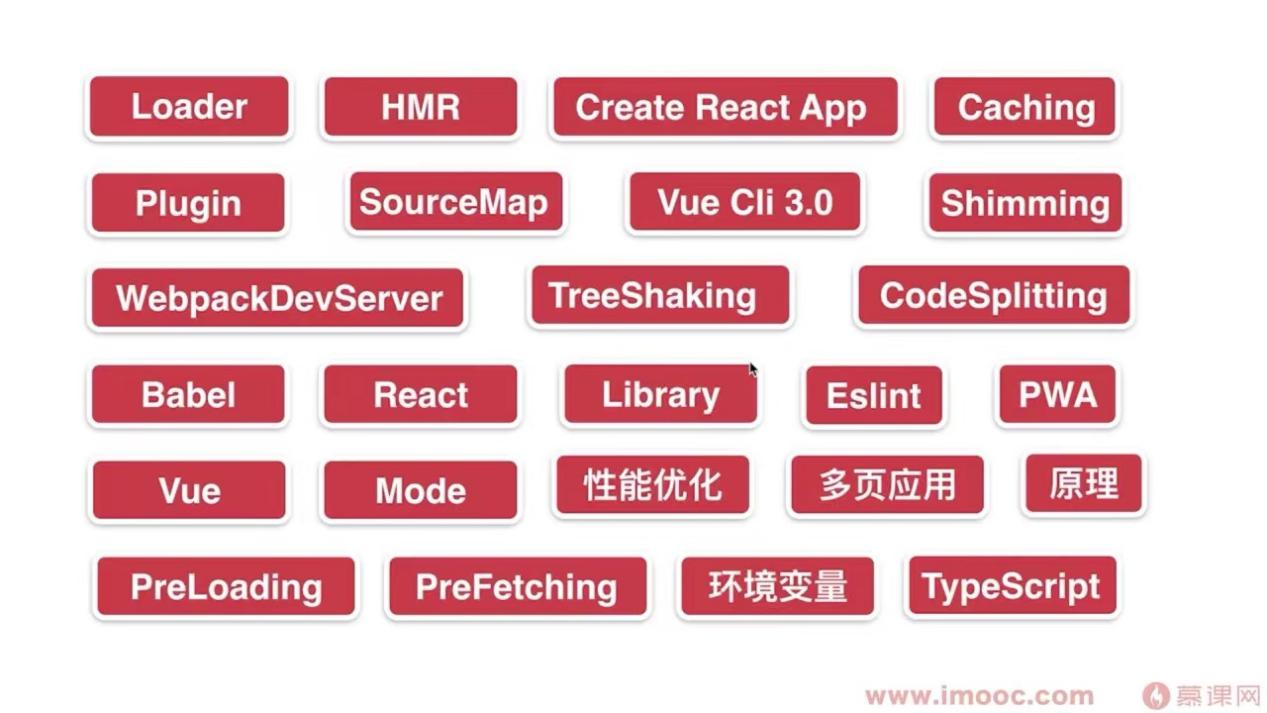 Loader HMR Create React App Caching
Plugin SourceMap Vue Cli 3.0 Shimming
WebpackDevServer TreeShaking CodeSplitting
Babel React Library Eslint PWA
Vue Mode 性能优化 多页应用 原理
PreLoading PreFetching 环境变量 TypeScript
www.imooc.com 慕课网